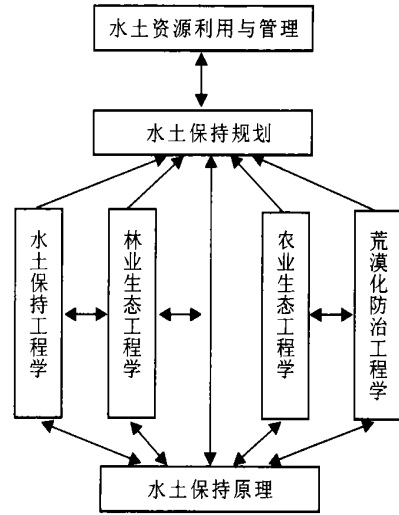 水土资源利用与管理
水土保持规划
水土保持工程学
林业生态工程学
农业生态工程学
荒漠化防治工程学
水土保持原理